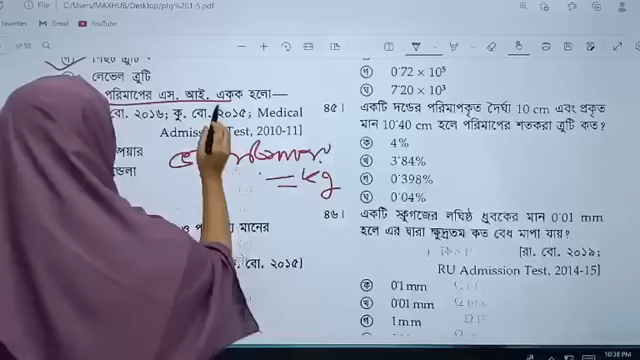 C:/Users/MAXHUB/Desktop/phy%201-5.pdf
Gmail
YouTube
of 58
লেভেল ত্রুটি
পরিমাপের এস. আই. একক হলো—
বো. ২০১৬; কু. বো. ২০১৫; Medical
Admission Test, 2010-11]
= kg
মানের
বো. ২০১৫]
গ 0˙72 × 10⁵
ঘ 7˙20 × 10³
৪৫। একটি দন্ডের পরিমাপকৃত দৈর্ঘ্য 10 cm এবং প্রকৃত
মান 10˙40 cm হলে পরিমাপের শতকরা ত্রুটি কত?
ক 4%
খ 3˙84%
গ 0˙398%
ঘ 0˙04%
৪৬। একটি স্ক্রুগজের লঘিষ্ঠ ধ্রুবকের মান 0˙01 mm
হলে এর দ্বারা ক্ষুদ্রতম কত বেধ মাপা যায়?
[রা. বো. ২০১৯;
RU Admission Test, 2014-15]
ক 0˙1 mm
খ 0˙01 mm
গ 1 mm
10:38 PM